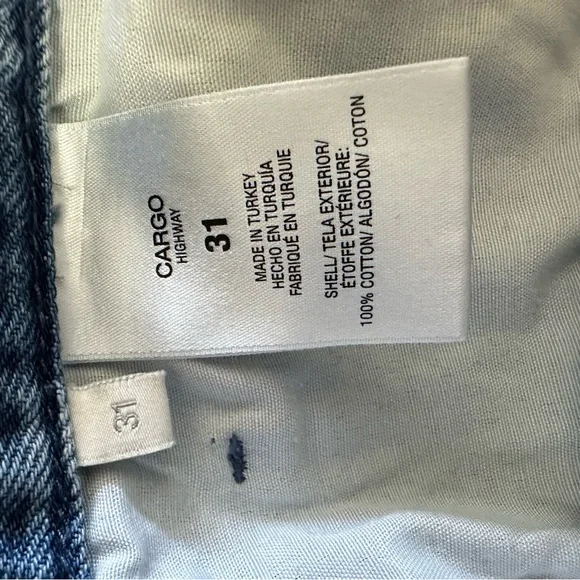 CARGO
HIGHWAY
31
MADE IN TURKEY
HECHO EN TURQUÍA
FABRIQUÉ EN TURQUIE
SHELL/ TELA EXTERIOR/
ÉTOFFE EXTÉRIEURE:
100% COTTON/ ALGODÓN/ COTON
31